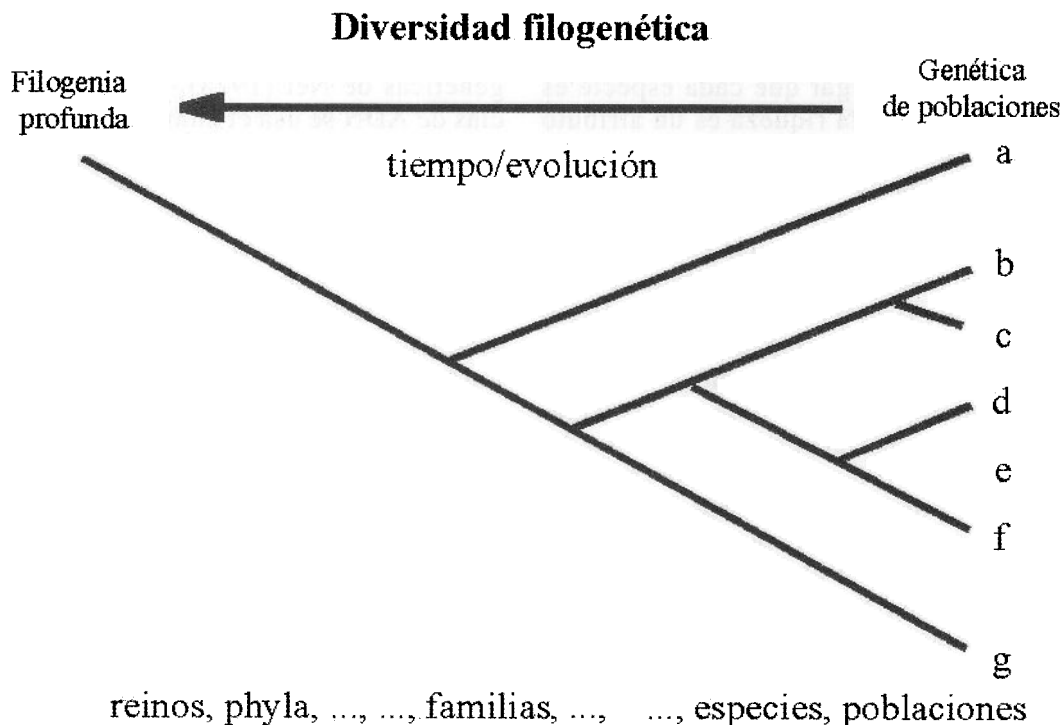 Diversidad filogenética
Filogenia
profunda
Genética
de poblaciones
tiempo/evolución
a
b
c
d
e
f
g
reinos, phyla, ..., ..., familias, ..., ..., especies, poblaciones